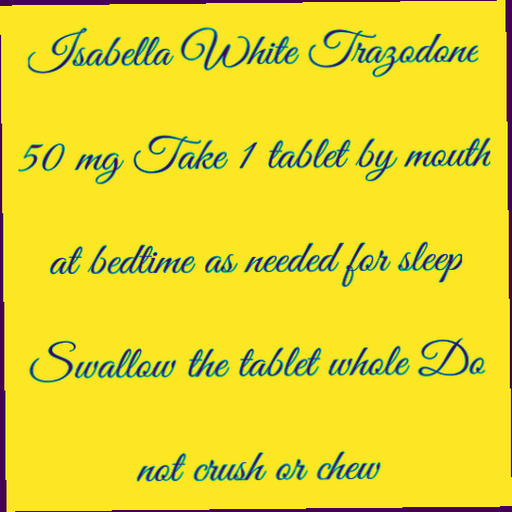 Isabella White Trazodone
50 mg Take 1 tablet by mouth
at bedtime as needed for sleep
Swallow the tablet whole Do
not crush or chew